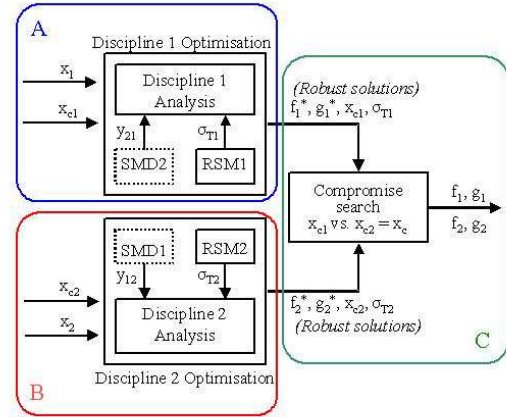 A
Discipline 1 Optimisation
x1
xc1
Discipline 1
Analysis
y21
σT1
SMD2
RSM1
B
SMD1
RSM2
y12
σT2
xc2
x2
Discipline 2
Analysis
Discipline 2 Optimisation
(Robust solutions)
f1*, g1*, xc1, σT1
Compromise
search
xc1 vs. xc2 = xc
f1, g1
f2, g2
f2*, g2*, xc2, σT2
(Robust solutions)
C